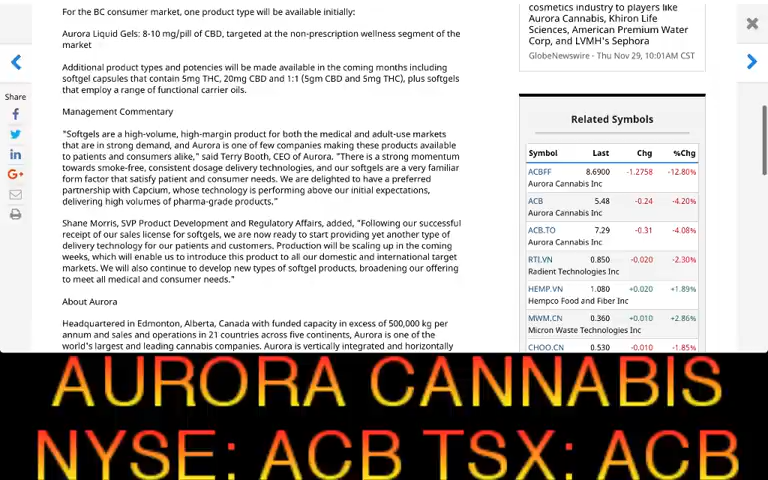 For the BC consumer market, one product type will be available initially:
Aurora Liquid Gels: 8-10 mg/pill of CBD, targeted at the non-prescription wellness segment of the
market
Additional product types and potencies will be made available in the coming months including
softgel capsules that contain 5mg THC, 20mg CBD and 1:1 (5gm CBD and 5mg THC), plus softgels
that employ a range of functional carrier oils.
Management Commentary
"Softgels are a high-volume, high-margin product for both the medical and adult-use markets
that are in strong demand, and Aurora is one of few companies making these products available
to patients and consumers alike," said Terry Booth, CEO of Aurora. "There is a strong momentum
towards smoke-free, consistent dosage delivery technologies, and our softgels are a very familiar
form factor that satisfy patient and consumer needs. We are delighted to have a preferred
partnership with Capcium, whose technology is performing above our initial expectations,
delivering high volumes of pharma-grade products."
Shane Morris, SVP Product Development and Regulatory Affairs, added, "Following our successful
receipt of our sales license for softgels, we are now ready to start providing yet another type of
delivery technology for our patients and customers. Production will be scaling up in the coming
weeks, which will enable us to introduce this product to all our domestic and international target
markets. We will also continue to develop new types of softgel products, broadening our offering
to meet all medical and consumer needs."
About Aurora
Headquartered in Edmonton, Alberta, Canada with funded capacity in excess of 500,000 kg per
annum and sales and operations in 21 countries across five continents, Aurora is one of the
world's largest and leading cannabis companies. Aurora is vertically integrated and horizontally
Share
cosmetics industry to players like
Aurora Cannabis, Khiron Life
Sciences, American Premium Water
Corp, and LVMH's Sephora
GlobeNewswire - Thu Nov 29, 10:01AM CST
Related Symbols
Symbol Last Chg %Chg
ACBFF 8.6900 -1.2758 -12.80%
Aurora Cannabis Inc
ACB 5.48 -0.24 -4.20%
Aurora Cannabis Inc
ACB.TO 7.29 -0.31 -4.08%
Aurora Cannabis Inc
RTI.VN 0.850 -0.020 -2.30%
Radient Technologies Inc
HEMP.VN 1.080 +0.020 +1.89%
Hempco Food and Fiber Inc
MWM.CN 0.360 +0.010 +2.86%
Micron Waste Technologies Inc
CHOO.CN 0.530 -0.010 -1.85%
AURORA CANNABIS
NYSE: ACB TSX: ACB